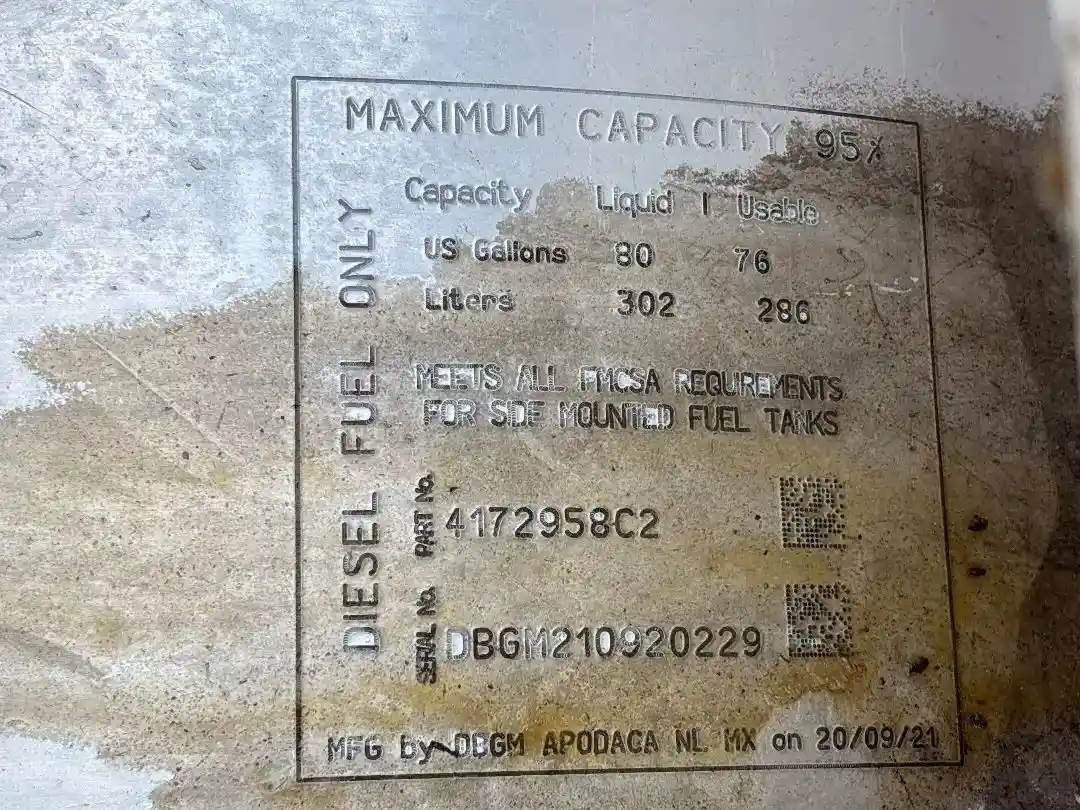 MAXIMUM CAPACITY 95%
Capacity Liquid | Usable
US Gallons 80 76
Liters 302 286
DIESEL FUEL ONLY
MEETS ALL FMCSA REQUIREMENTS
FOR SIDE MOUNTED FUEL TANKS
PART No. 4172958C2
SERIAL No. DBGM210920229
MFG by DBGM APODACA NL MX on 20/09/21